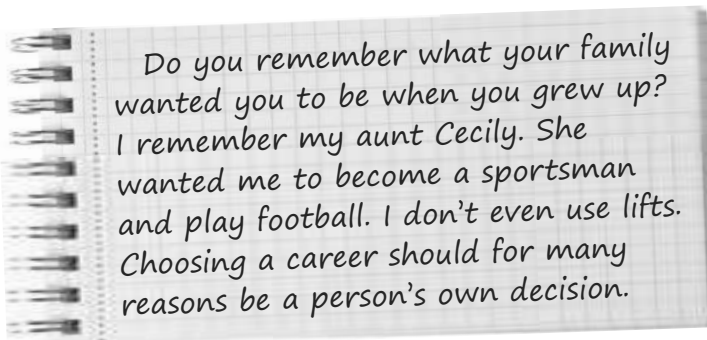 Do you remember what your family
wanted you to be when you grew up?
I remember my aunt Cecily. She
wanted me to become a sportsman
and play football. I don't even use lifts.
Choosing a career should for many
reasons be a person's own decision.